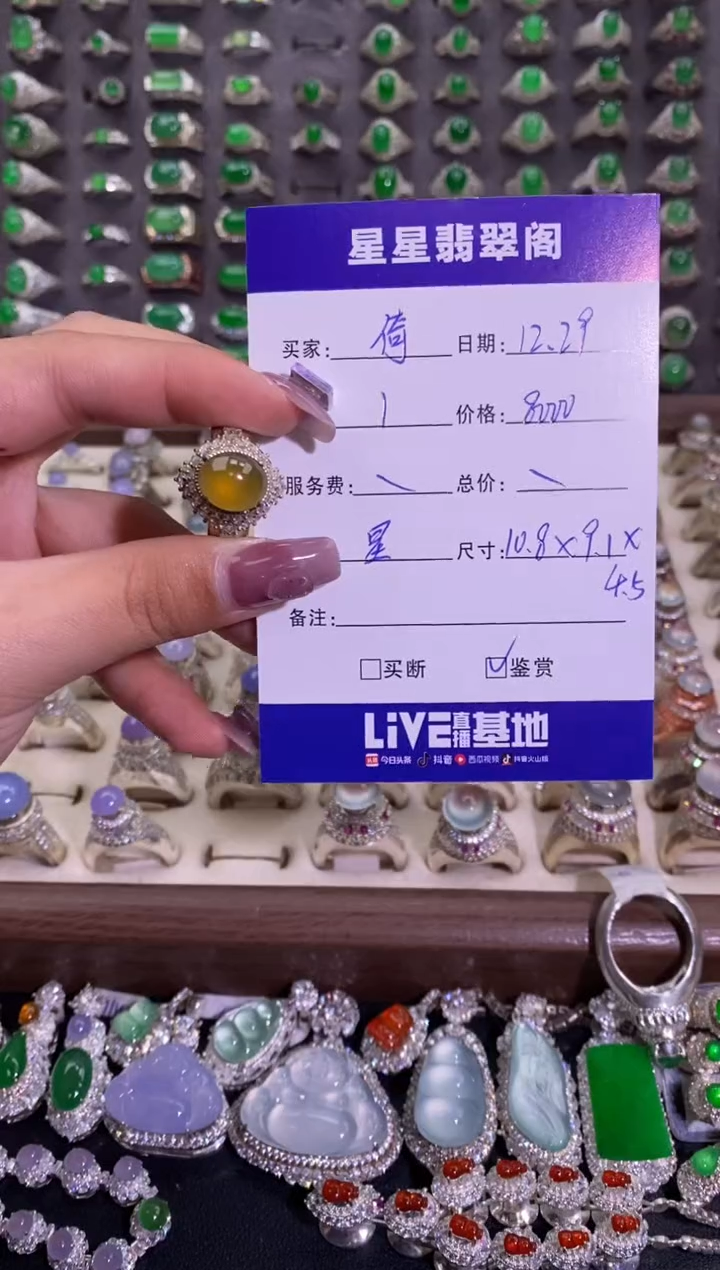 星星翡翠阁
买家: 倚 日期: 12.29
1 价格: 8000
服务费: \ 总价: \
星 尺寸: 10.8×9.1×
4.5
备注:
买断 ☑鉴赏
LiVE直播基地
头条 今日头条 抖音 西瓜视频 抖音火山版